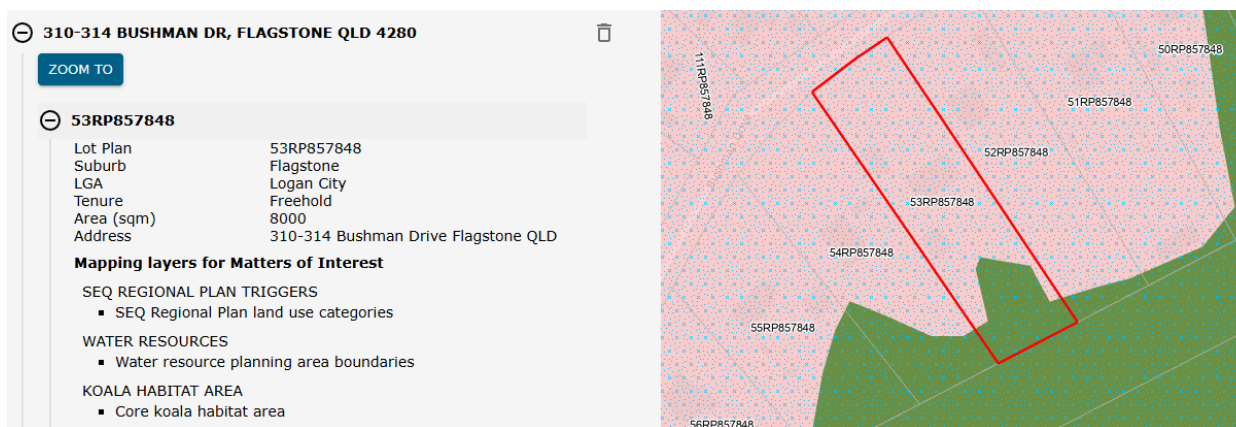 310-314 BUSHMAN DR, FLAGSTONE QLD 4280
ZOOM TO
53RP857848
Lot Plan 53RP857848
Suburb Flagstone
LGA Logan City
Tenure Freehold
Area (sqm) 8000
Address 310-314 Bushman Drive Flagstone QLD
Mapping layers for Matters of Interest
SEQ REGIONAL PLAN TRIGGERS
SEQ Regional Plan land use categories
WATER RESOURCES
Water resource planning area boundaries
KOALA HABITAT AREA
Core koala habitat area
111RP857848
50RP857848
51RP857848
52RP857848
53RP857848
54RP857848
55RP857848
56RP857848